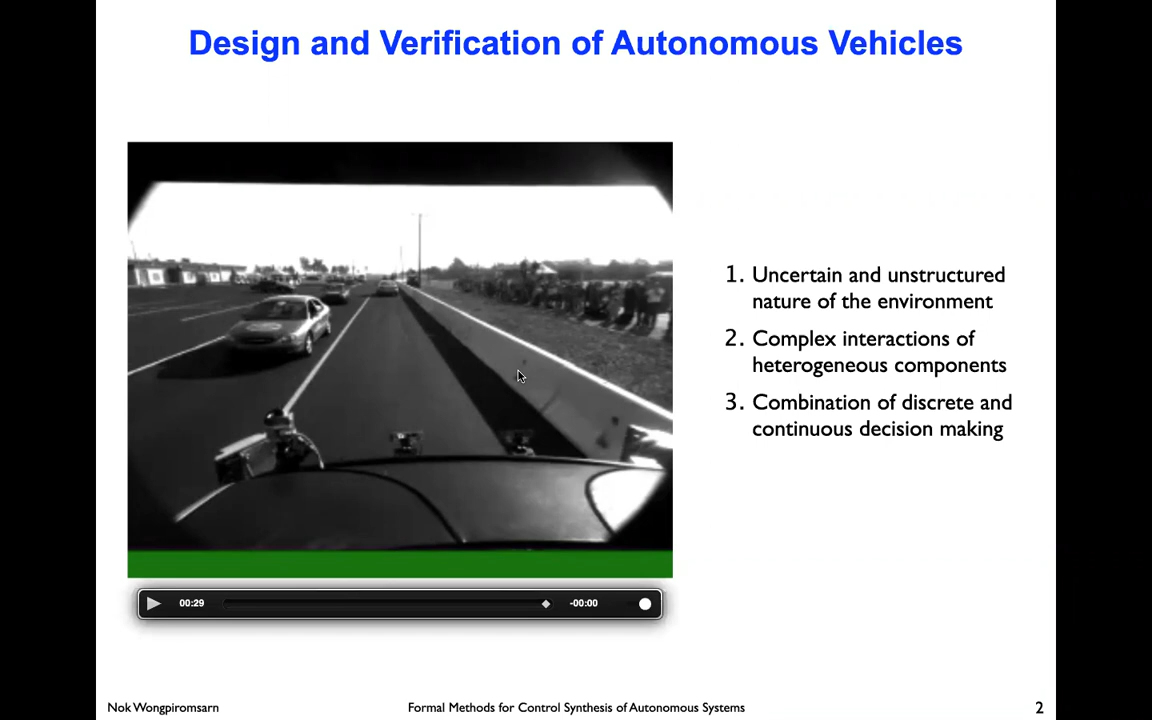 Design and Verification of Autonomous Vehicles
1. Uncertain and unstructured
nature of the environment
2. Complex interactions of
heterogeneous components
3. Combination of discrete and
continuous decision making
00:29
-00:00
Nok Wongpiromsarn
Formal Methods for Control Synthesis of Autonomous Systems
2